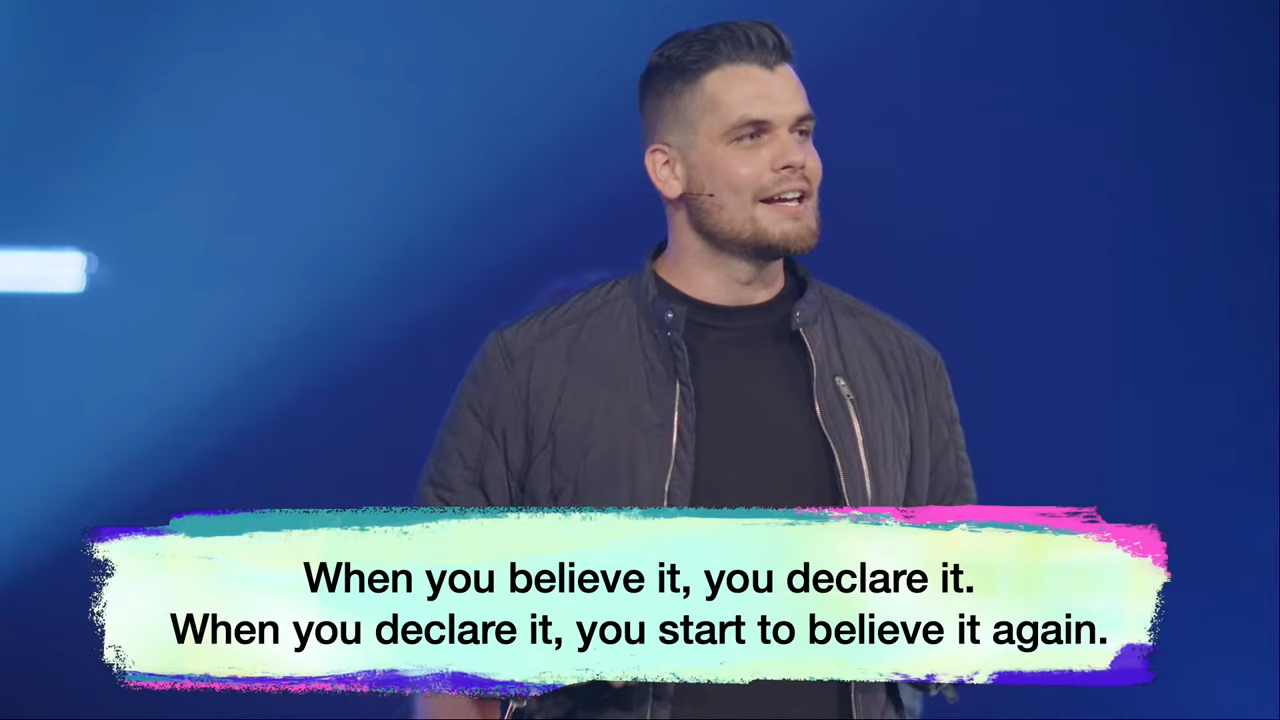 When you believe it, you declare it.
When you declare it, you start to believe it again.